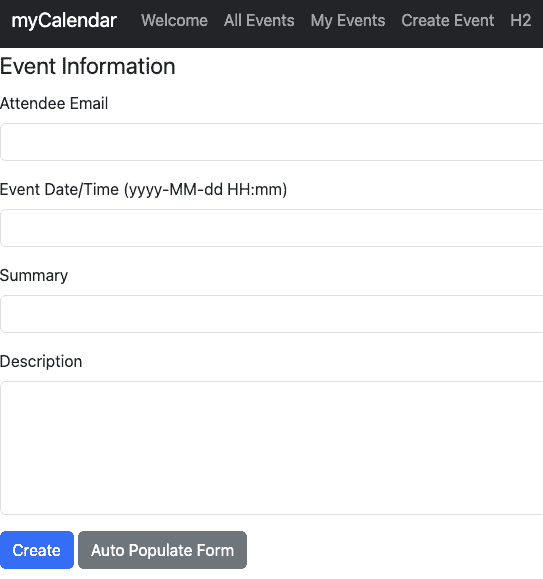 myCalendar Welcome All Events My Events Create Event H2
Event Information
Attendee Email
Event Date/Time (yyyy-MM-dd HH:mm)
Summary
Description
Create Auto Populate Form